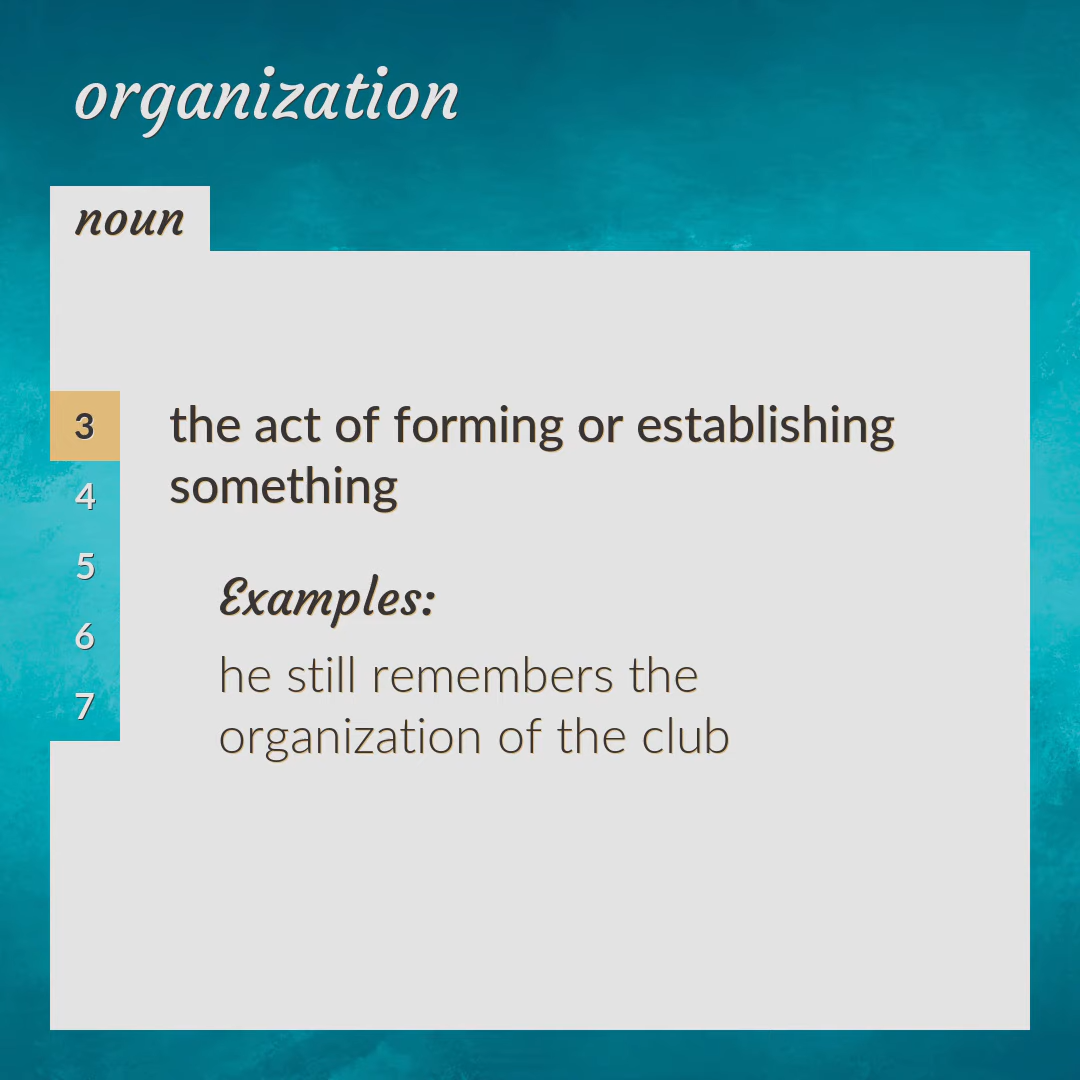 organization
noun
3
the act of forming or establishing
something
4
5
6
7
Examples:
he still remembers the
organization of the club